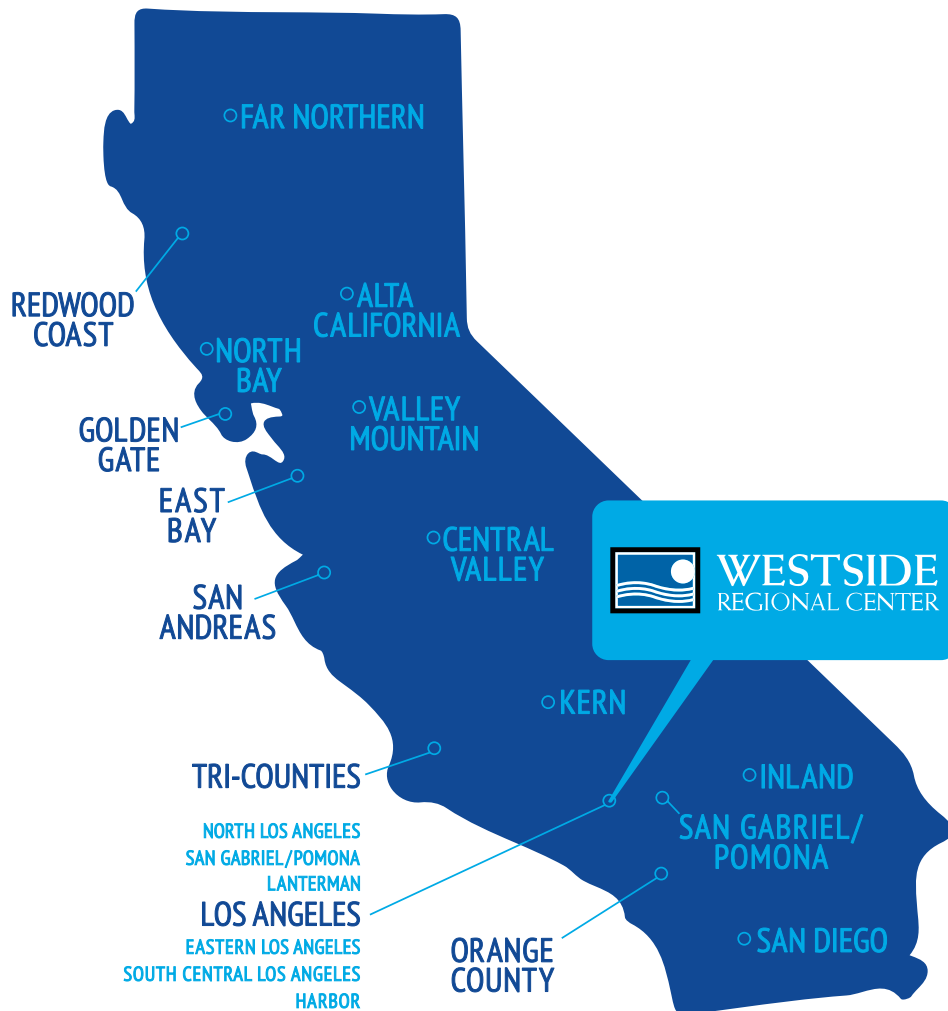 FAR NORTHERN
REDWOOD
COAST
ALTA
CALIFORNIA
NORTH
BAY
GOLDEN
GATE
VALLEY
MOUNTAIN
EAST
BAY
CENTRAL
VALLEY
SAN
ANDREAS
WESTSIDE
REGIONAL CENTER
KERN
TRI-COUNTIES
INLAND
SAN GABRIEL/
POMONA
NORTH LOS ANGELES
SAN GABRIEL/POMONA
LANTERMAN
LOS ANGELES
EASTERN LOS ANGELES
SOUTH CENTRAL LOS ANGELES
HARBOR
ORANGE
COUNTY
SAN DIEGO